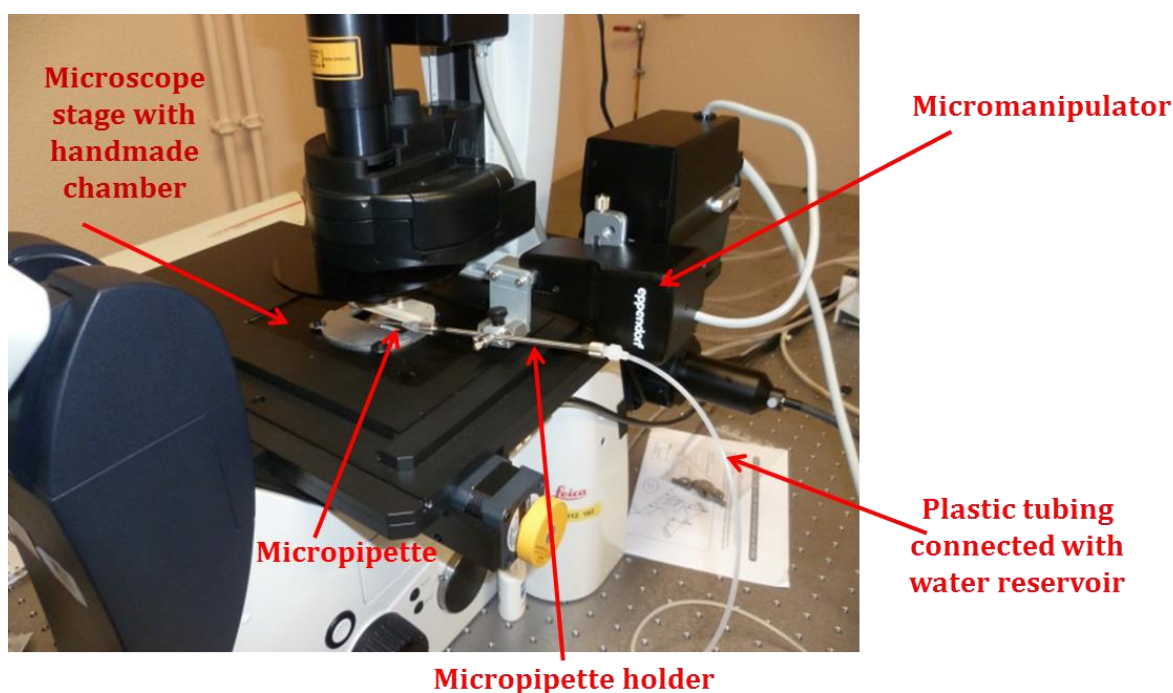 Microscope
stage with
handmade
chamber
Micromanipulator
eppendorf
Leica
Micropipette
Plastic tubing
connected with
water reservoir
Micropipette holder